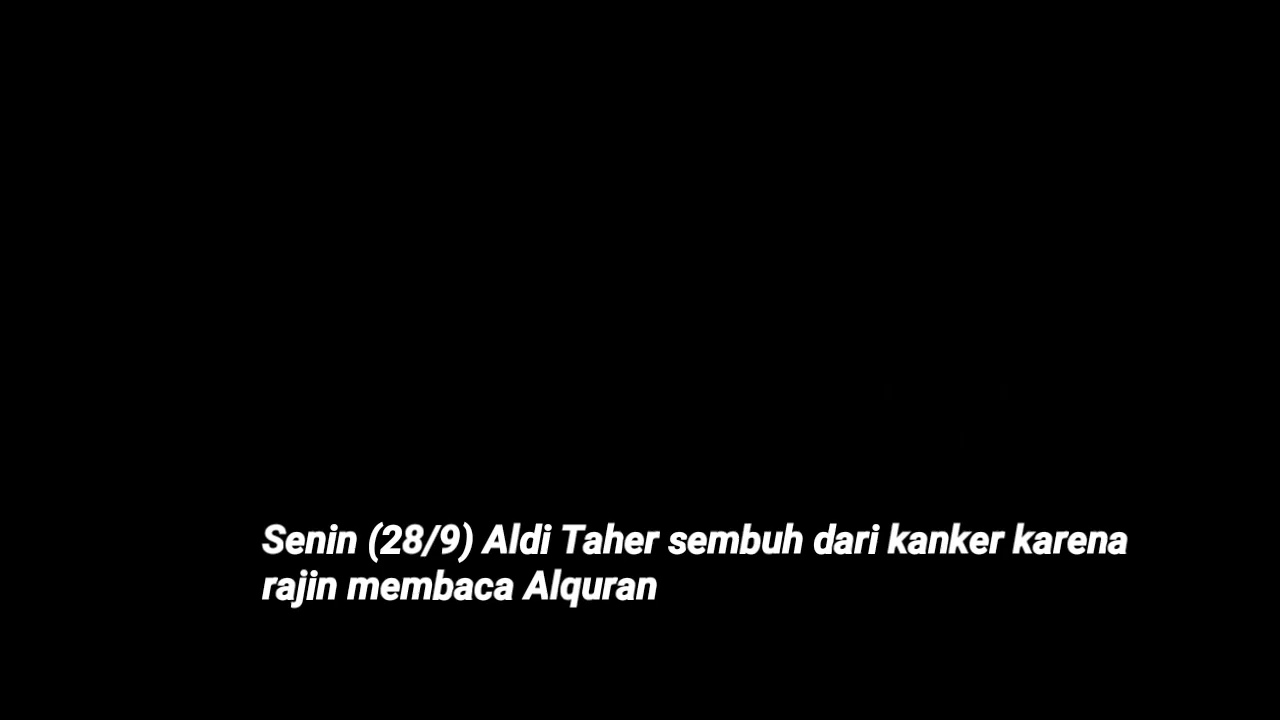 Senin (28/9) Aldi Taher sembuh dari kanker karena
rajin membaca Alquran